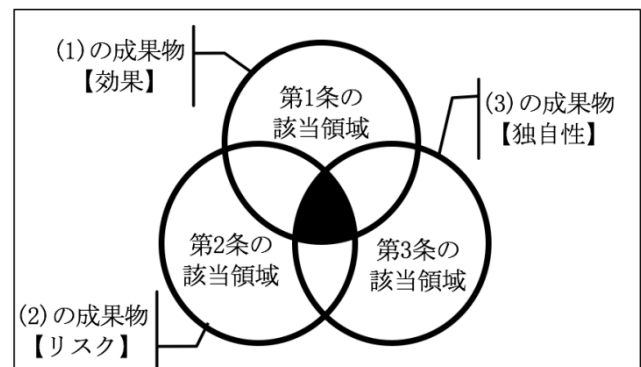 (1)の成果物
【効果】
第1条の
該当領域
(3)の成果物
【独自性】
第2条の
該当領域
第3条の
該当領域
(2)の成果物
【リスク】